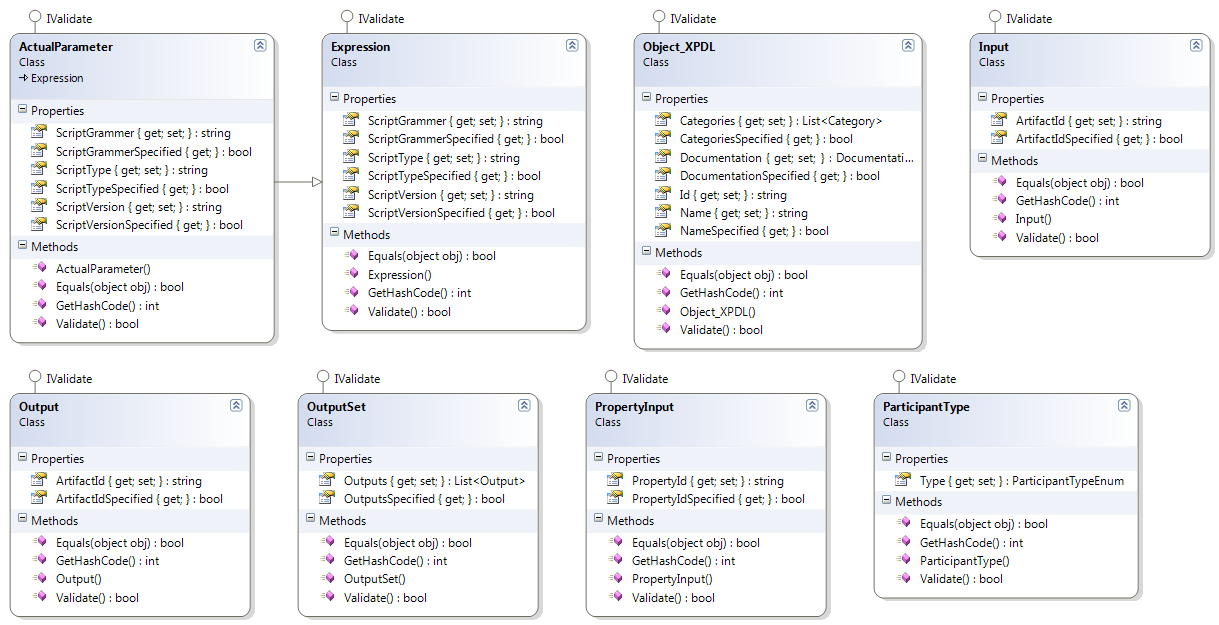 IValidate
ActualParameter
Class
Expression
Properties
ScriptGrammer { get; set; } : string
ScriptGrammerSpecified { get; } : bool
ScriptType { get; set; } : string
ScriptTypeSpecified { get; } : bool
ScriptVersion { get; set; } : string
ScriptVersionSpecified { get; } : bool
Methods
ActualParameter()
Equals(object obj) : bool
GetHashCode() : int
Validate() : bool
IValidate
Expression
Class
Properties
ScriptGrammer { get; set; } : string
ScriptGrammerSpecified { get; } : bool
ScriptType { get; set; } : string
ScriptTypeSpecified { get; } : bool
ScriptVersion { get; set; } : string
ScriptVersionSpecified { get; } : bool
Methods
Equals(object obj) : bool
Expression()
GetHashCode() : int
Validate() : bool
IValidate
Object_XPDL
Class
Properties
Categories { get; set; } : List<Category>
CategoriesSpecified { get; } : bool
Documentation { get; set; } : Documentati...
DocumentationSpecified { get; } : bool
Id { get; set; } : string
Name { get; set; } : string
NameSpecified { get; } : bool
Methods
Equals(object obj) : bool
GetHashCode() : int
Object_XPDL()
Validate() : bool
IValidate
Input
Class
Properties
ArtifactId { get; set; } : string
ArtifactIdSpecified { get; } : bool
Methods
Equals(object obj) : bool
GetHashCode() : int
Input()
Validate() : bool
IValidate
Output
Class
Properties
ArtifactId { get; set; } : string
ArtifactIdSpecified { get; } : bool
Methods
Equals(object obj) : bool
GetHashCode() : int
Output()
Validate() : bool
IValidate
OutputSet
Class
Properties
Outputs { get; set; } : List<Output>
OutputsSpecified { get; } : bool
Methods
Equals(object obj) : bool
GetHashCode() : int
OutputSet()
Validate() : bool
IValidate
PropertyInput
Class
Properties
PropertyId { get; set; } : string
PropertyIdSpecified { get; } : bool
Methods
Equals(object obj) : bool
GetHashCode() : int
PropertyInput()
Validate() : bool
IValidate
ParticipantType
Class
Properties
Type { get; set; } : ParticipantTypeEnum
Methods
Equals(object obj) : bool
GetHashCode() : int
ParticipantType()
Validate() : bool